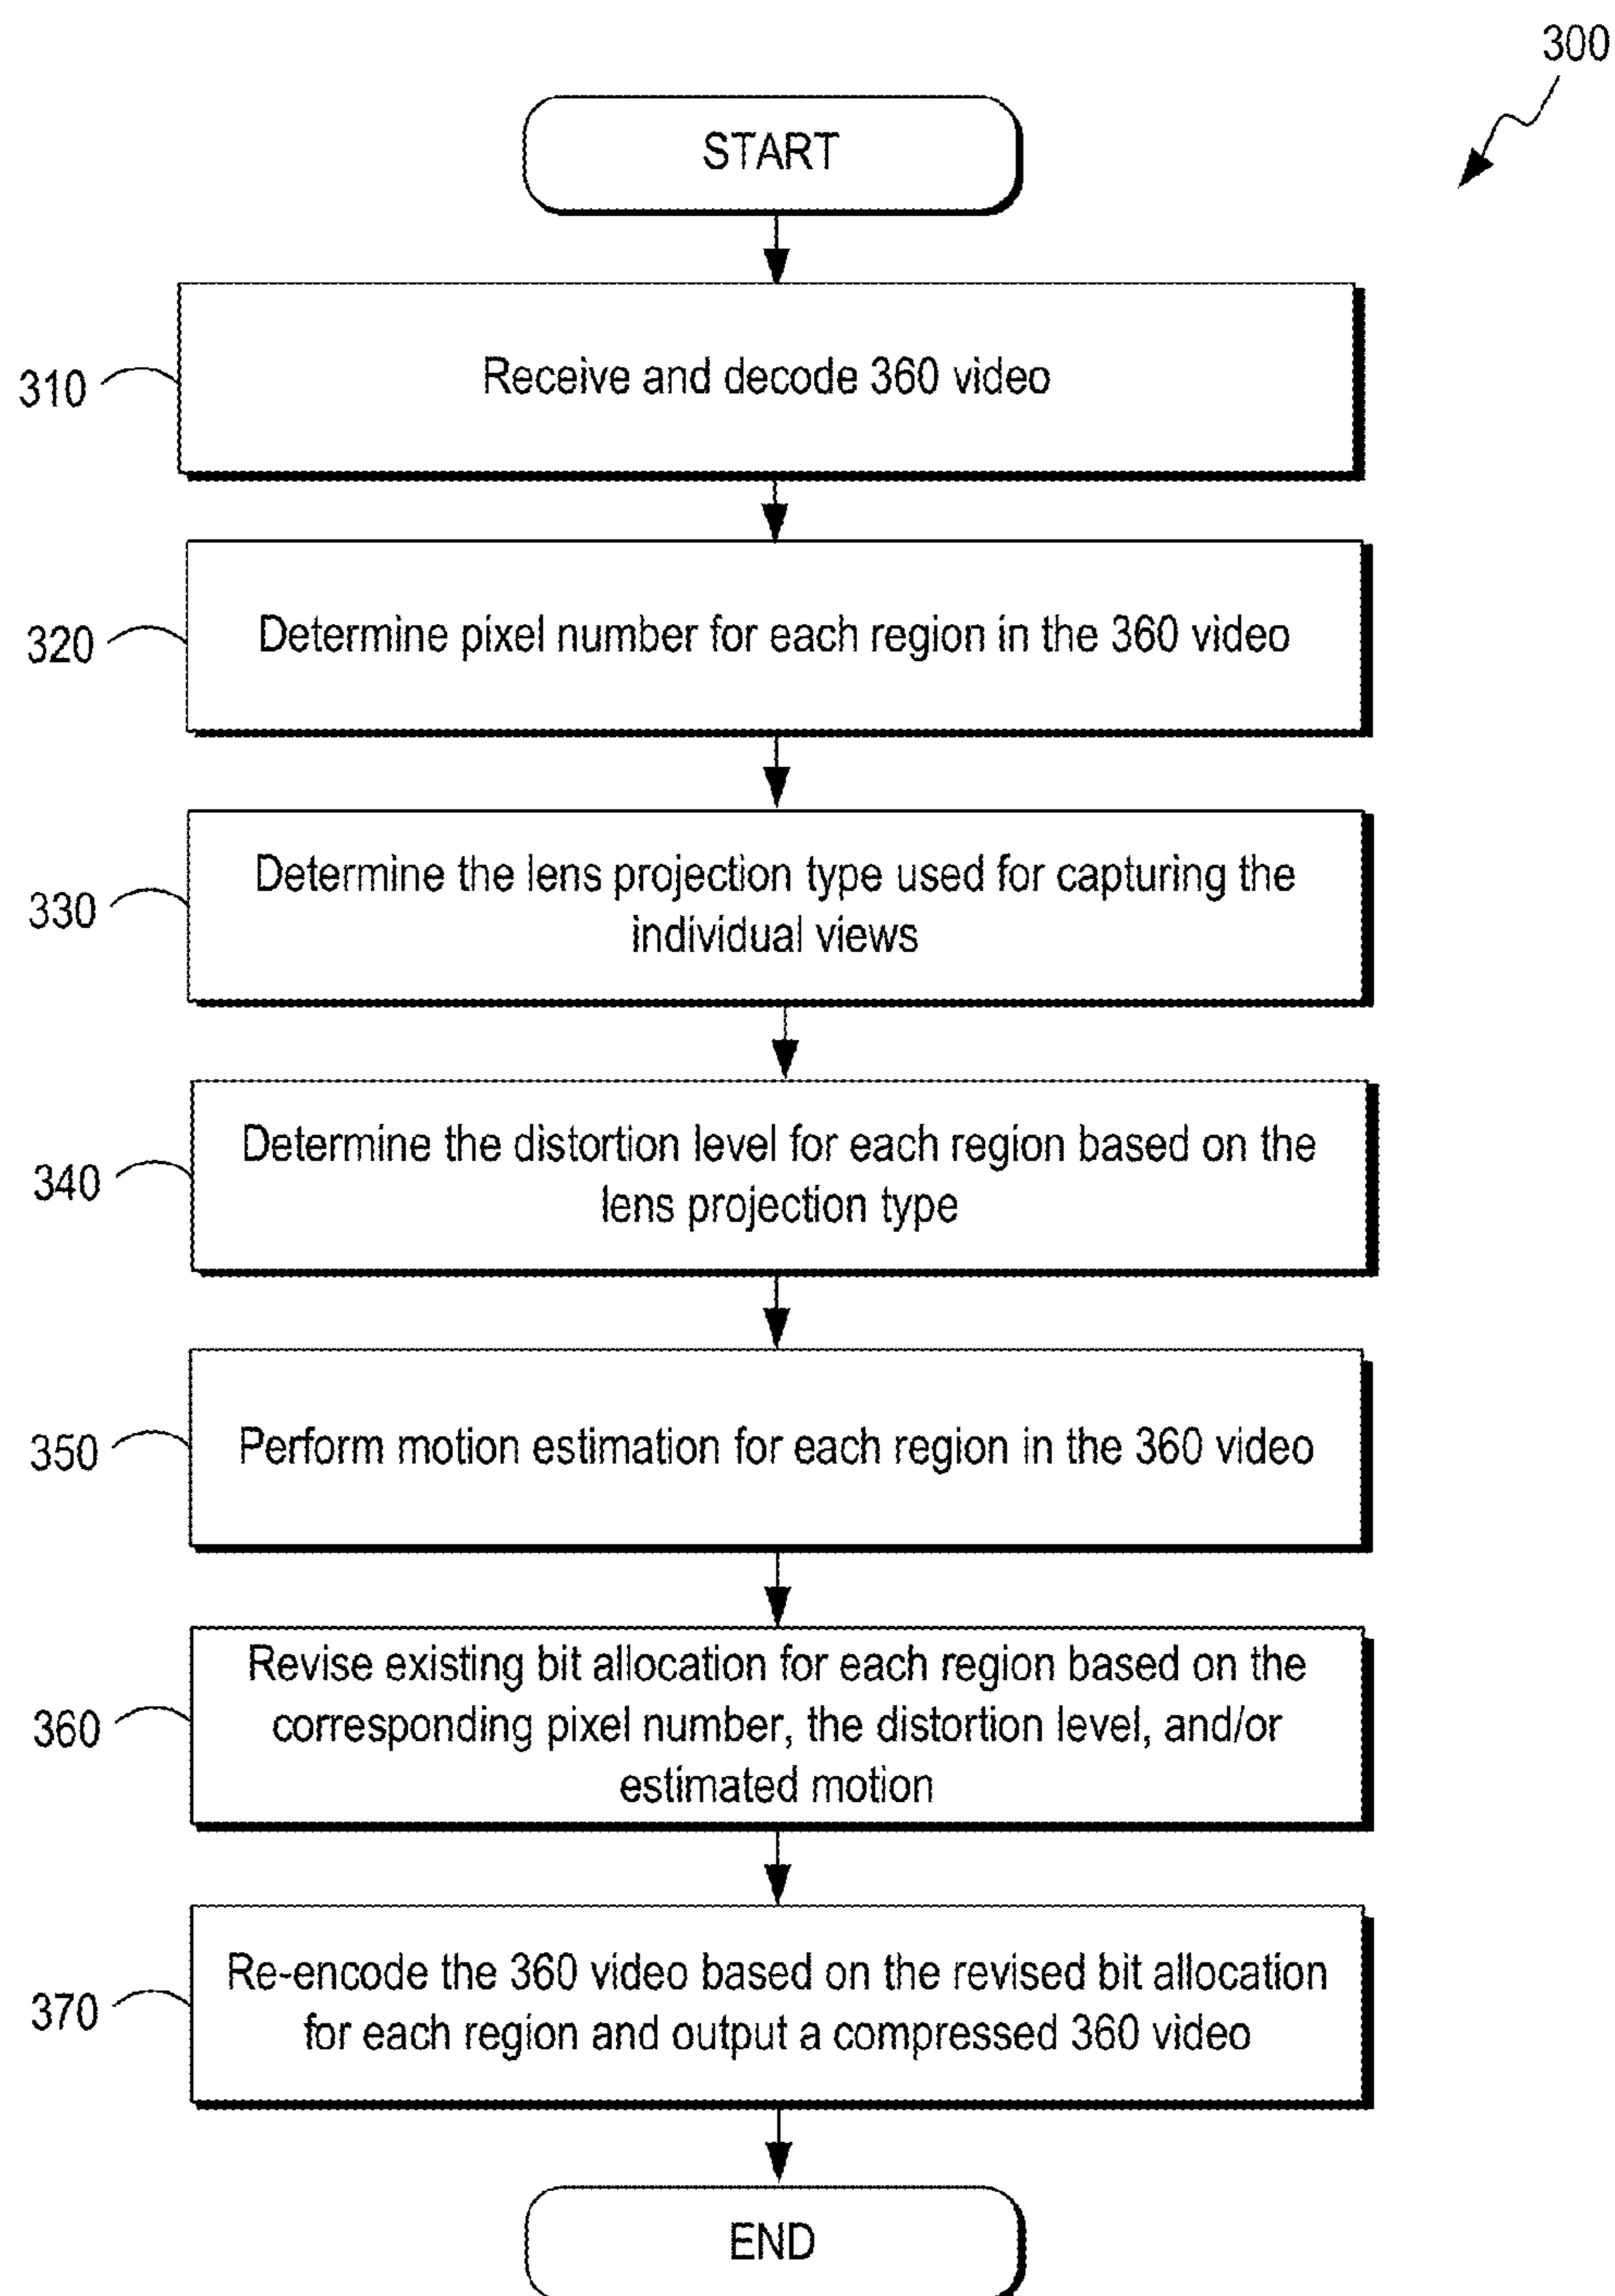 300
START
310
Receive and decode 360 video
320
Determine pixel number for each region in the 360 video
330
Determine the lens projection type used for capturing the
individual views
340
Determine the distortion level for each region based on the
lens projection type
350
Perform motion estimation for each region in the 360 video
360
Revise existing bit allocation for each region based on the
corresponding pixel number, the distortion level, and/or
estimated motion
370
Re-encode the 360 video based on the revised bit allocation
for each region and output a compressed 360 video
END